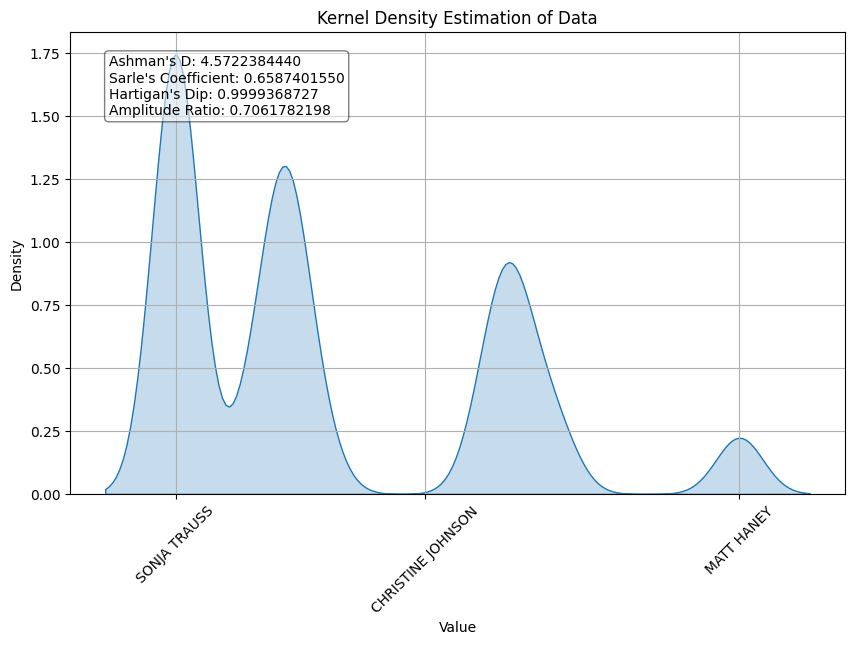 Kernel Density Estimation of Data
Ashman's D: 4.5722384440
Sarle's Coefficient: 0.6587401550
Hartigan's Dip: 0.9999368727
Amplitude Ratio: 0.7061782198
1.75
1.50
1.25
1.00
0.75
0.50
0.25
0.00
Density
SONJA TRAUSS
CHRISTINE JOHNSON
MATT HANEY
Value